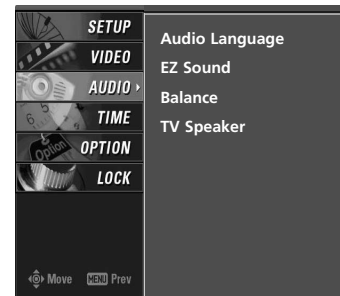 SETUP
VIDEO
AUDIO
TIME
OPTION
LOCK
Move MENU Prev
Audio Language
EZ Sound
Balance
TV Speaker